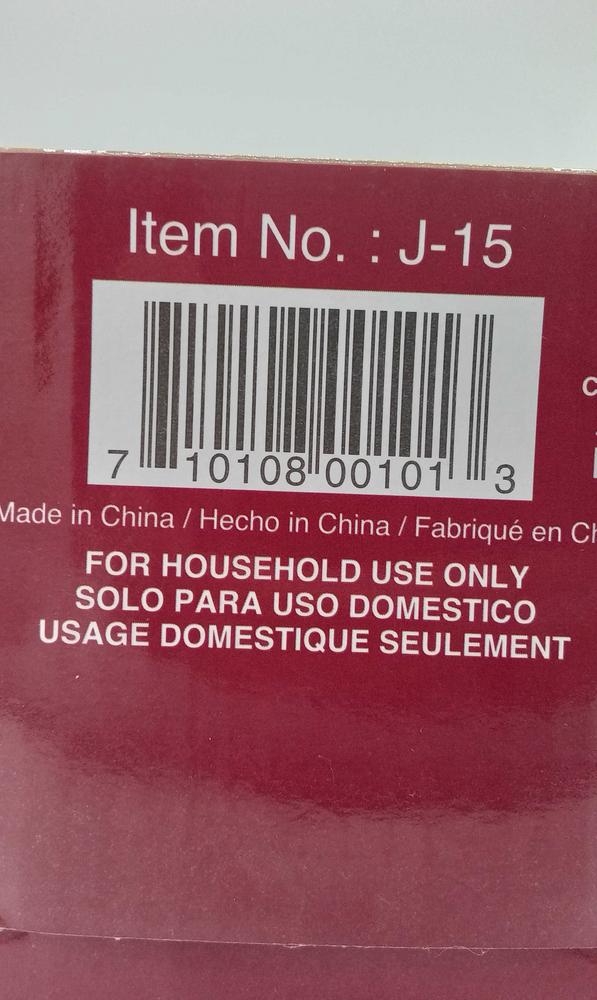 Item No. : J-15
7 10108 00101 3
Made in China / Hecho in China / Fabriqué en Ch
FOR HOUSEHOLD USE ONLY
SOLO PARA USO DOMESTICO
USAGE DOMESTIQUE SEULEMENT